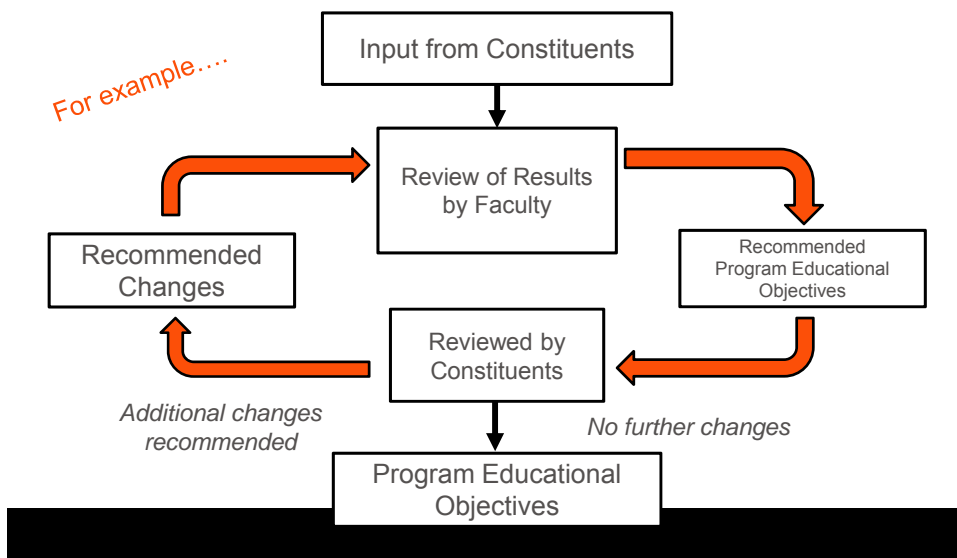 Input from Constituents
For example….
Review of Results
by Faculty
Recommended
Changes
Recommended
Program Educational
Objectives
Reviewed by
Constituents
Additional changes
recommended
No further changes
Program Educational
Objectives